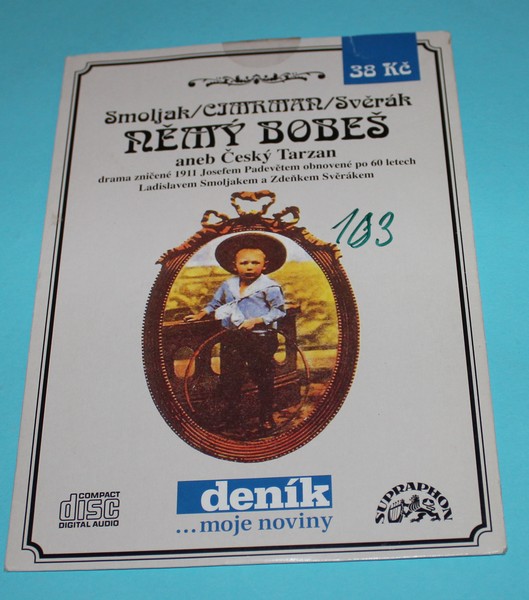 38 Kč
Smoljak/CIMRMAN/Svěrák
NĚMÝ BOBEŠ
aneb Český Tarzan
drama zničené 1911 Josefem Padevětem obnovené po 60 letech
Ladislavem Smoljakem a Zdeňkem Svěrákem
103
COMPACT
disc
DIGITAL AUDIO
deník
...moje noviny
SUPRAPHON